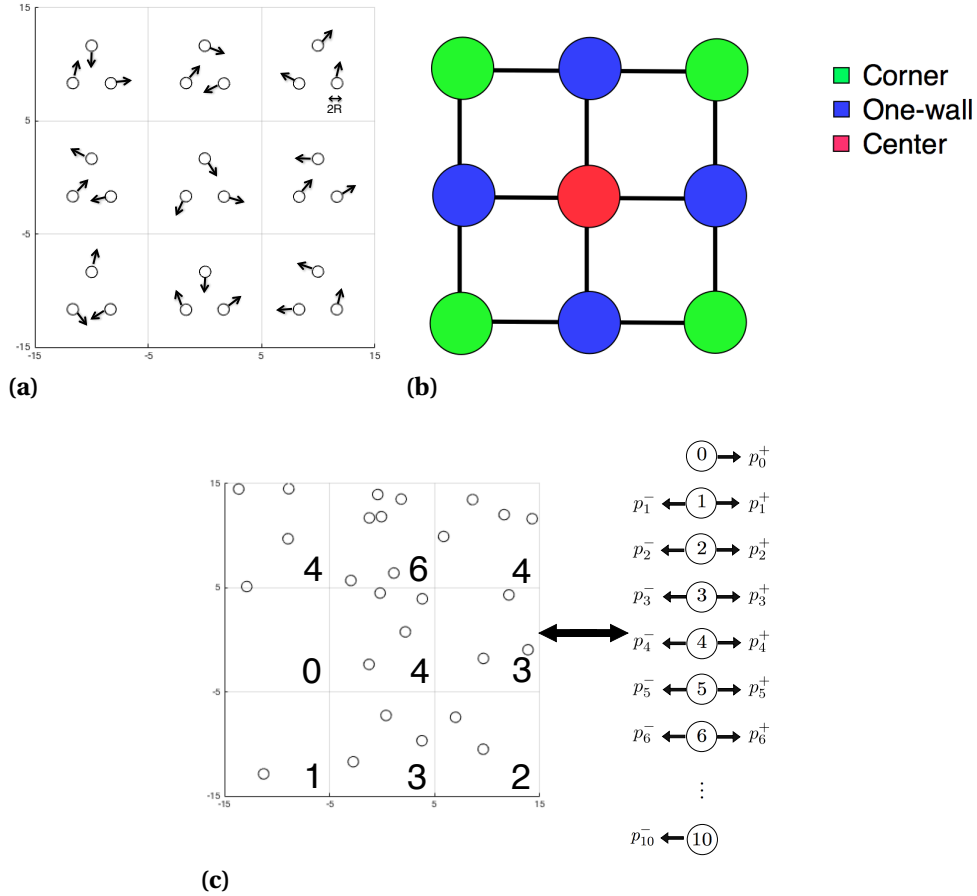 15
5
-5
-15
-15
-5
5
15
2R
(a)
Corner
One-wall
Center
(b)
15
5
-5
-15
-15
-5
5
15
4 6 4
0 4 3
1 3 2
(c)
0 p₀⁺
p₁⁻ 1 p₁⁺
p₂⁻ 2 p₂⁺
p₃⁻ 3 p₃⁺
p₄⁻ 4 p₄⁺
p₅⁻ 5 p₅⁺
p₆⁻ 6 p₆⁺
⋮
p₁₀⁻ 10